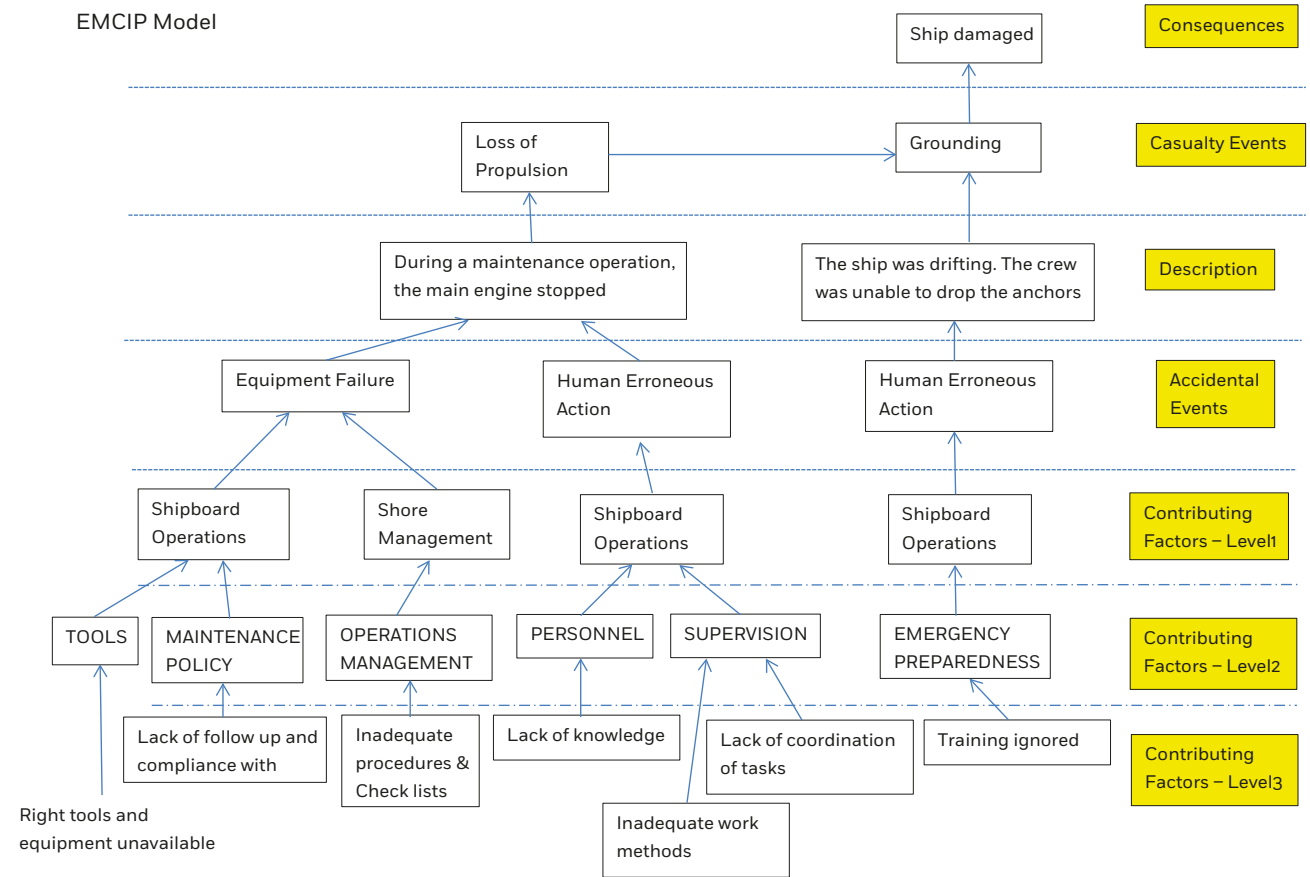 EMCIP Model
Ship damaged
Consequences
Loss of
Propulsion
Grounding
Casualty Events
During a maintenance operation,
the main engine stopped
The ship was drifting. The crew
was unable to drop the anchors
Description
Equipment Failure
Human Erroneous
Action
Human Erroneous
Action
Accidental
Events
Shipboard
Operations
Shore
Management
Shipboard
Operations
Shipboard
Operations
Contributing
Factors – Level1
TOOLS
MAINTENANCE
POLICY
OPERATIONS
MANAGEMENT
PERSONNEL
SUPERVISION
EMERGENCY
PREPAREDNESS
Contributing
Factors – Level2
Lack of follow up and
compliance with
Inadequate
procedures &
Check lists
Lack of knowledge
Lack of coordination
of tasks
Training ignored
Contributing
Factors – Level3
Right tools and
equipment unavailable
Inadequate work
methods